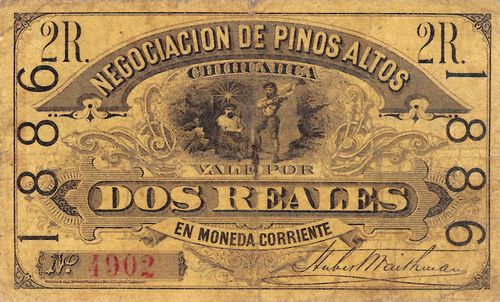 2R.
NEGOCIACION DE PINOS ALTOS
2R.
CHIHUAHUA
1886
1886
VALE POR
DOS REALES
EN MONEDA CORRIENTE
No 4902